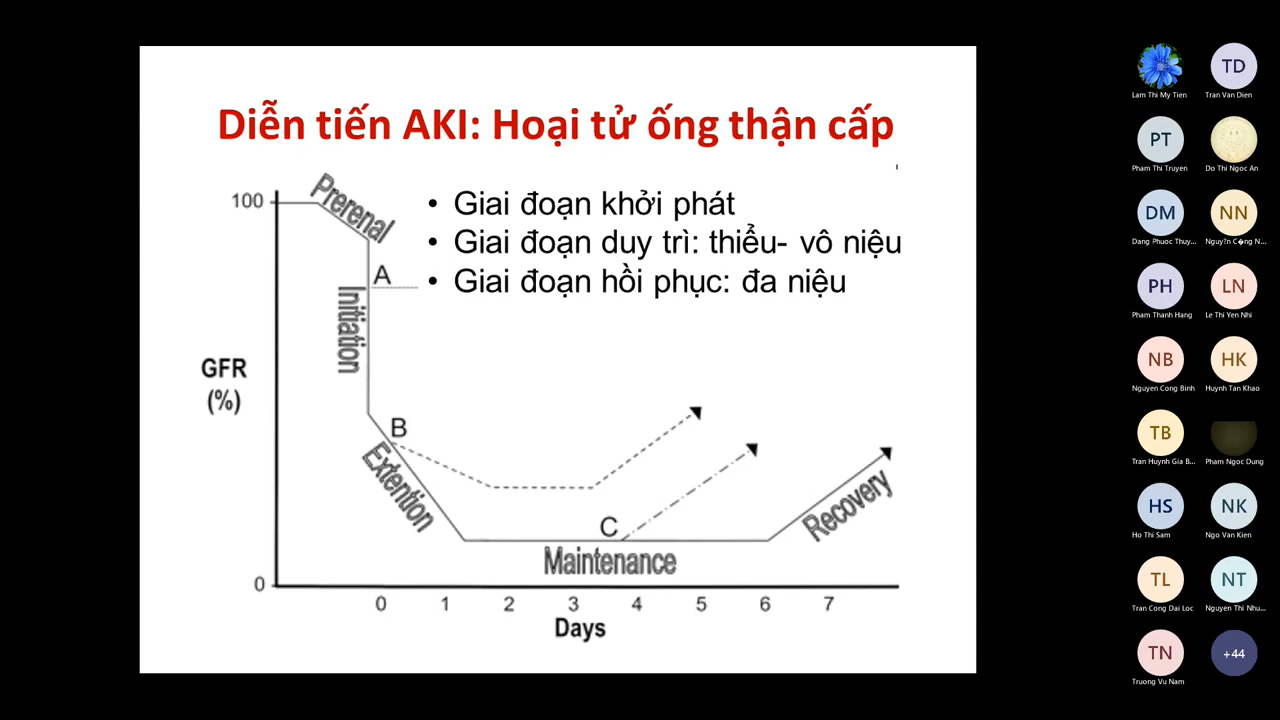 Diễn tiến AKI: Hoại tử ống thận cấp
• Giai đoạn khởi phát
• Giai đoạn duy trì: thiểu- vô niệu
• Giai đoạn hồi phục: đa niệu
100
Prerenal
A
Initiation
GFR
(%)
B
Extention
C
Maintenance
Recovery
0
0 1 2 3 4 5 6 7
Days
Lam Thi My Tien
TD
Tran Van Dien
PT
Pham Thi Truyen
Do Thi Ngoc An
DM
Dang Phuoc Thuy...
NN
Nguy?n C�ng N...
PH
Pham Thanh Hang
LN
Le Thi Yen Nhi
NB
Nguyen Cong Binh
HK
Huynh Tan Khao
TB
Tran Huynh Gia B...
Pham Ngoc Dung
HS
Ho Thi Sam
NK
Ngo Van Kien
TL
Tran Cong Dai Loc
NT
Nguyen Thi Nhu...
TN
Truong Vu Nam
+44